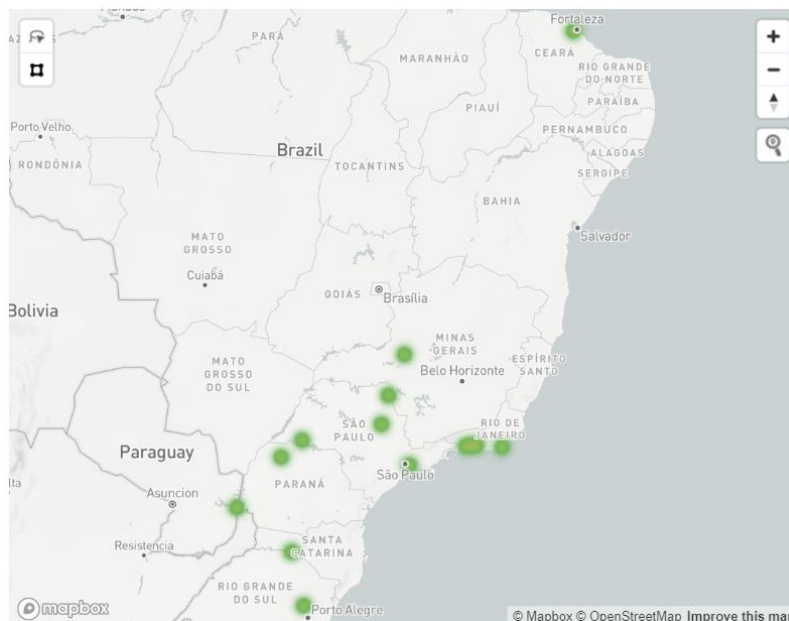 Fortaleza
CEARÁ
PARÁ
MARANHÃO
RIO GRANDE
DO NORTE
PIAUÍ
PARAÍBA
Porto Velho
PERNAMBUCO
Brazil
ALAGOAS
RONDÔNIA
TOCANTINS
SERGIPE
BAHIA
MATO
GROSSO
Salvador
Cuiabá
GOIÁS
Brasília
Bolivia
MINAS
GERAIS
ESPÍRITO
SANTO
MATO
GROSSO
DO SUL
Belo Horizonte
SÃO
PAULO
RIO DE
JANEIRO
Paraguay
São Paulo
PARANÁ
Asuncion
SANTA
CATARINA
Resistencia
RIO GRANDE
DO SUL
Porto Alegre
mapbox
© Mapbox © OpenStreetMap Improve this map